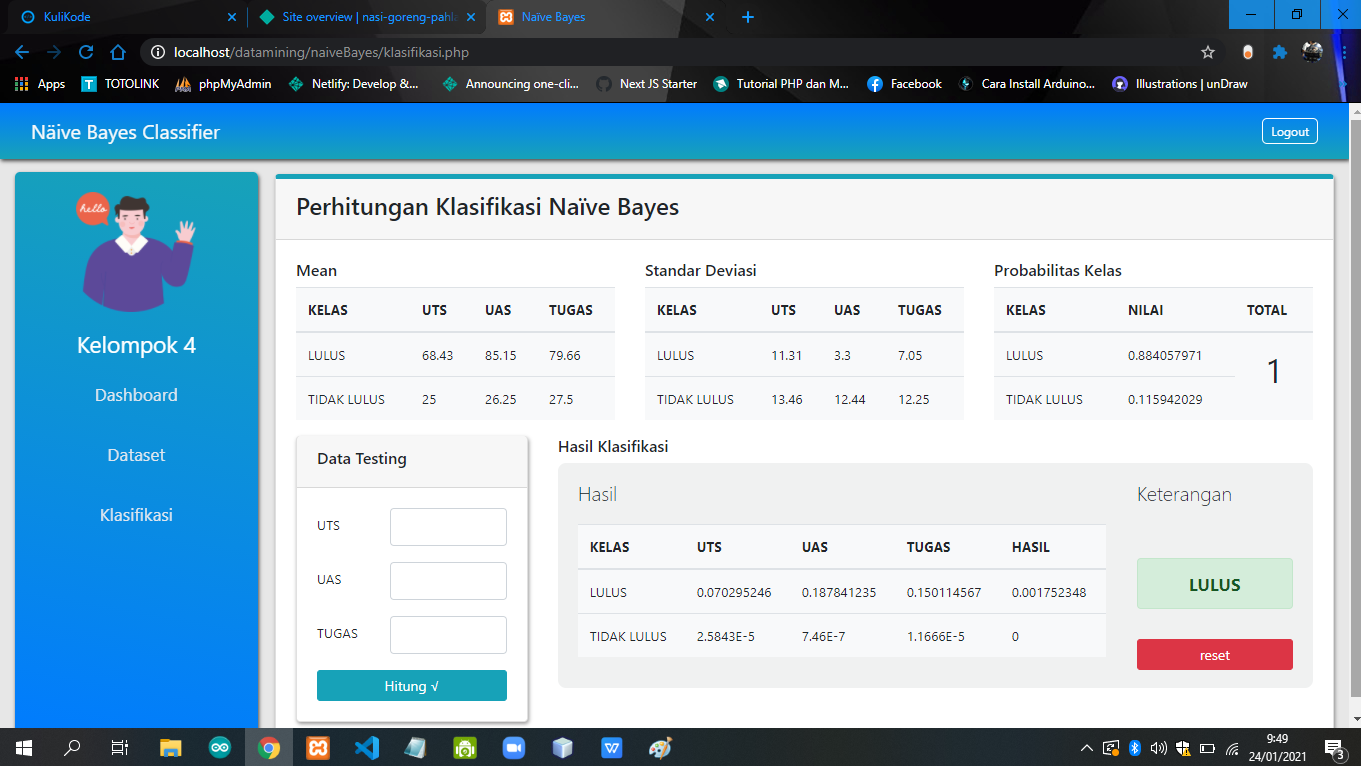 KuliKode
Site overview | nasi-goreng-pahla
Naïve Bayes
localhost/datamining/naiveBayes/klasifikasi.php
Apps TOTOLINK phpMyAdmin Netlify: Develop &... Announcing one-cli... Next JS Starter Tutorial PHP dan M... Facebook Cara Install Arduino... Illustrations | unDraw
Näive Bayes Classifier
Logout
hello
Kelompok 4
Dashboard
Dataset
Klasifikasi
Perhitungan Klasifikasi Naïve Bayes
Mean
KELAS UTS UAS TUGAS
LULUS 68.43 85.15 79.66
TIDAK LULUS 25 26.25 27.5
Standar Deviasi
KELAS UTS UAS TUGAS
LULUS 11.31 3.3 7.05
TIDAK LULUS 13.46 12.44 12.25
Probabilitas Kelas
KELAS NILAI TOTAL
LULUS 0.884057971
1
TIDAK LULUS 0.115942029
Data Testing
UTS
UAS
TUGAS
Hitung √
Hasil Klasifikasi
Hasil
KELAS UTS UAS TUGAS HASIL
LULUS 0.070295246 0.187841235 0.150114567 0.001752348
TIDAK LULUS 2.5843E-5 7.46E-7 1.1666E-5 0
Keterangan
LULUS
reset
9:49
24/01/2021
3